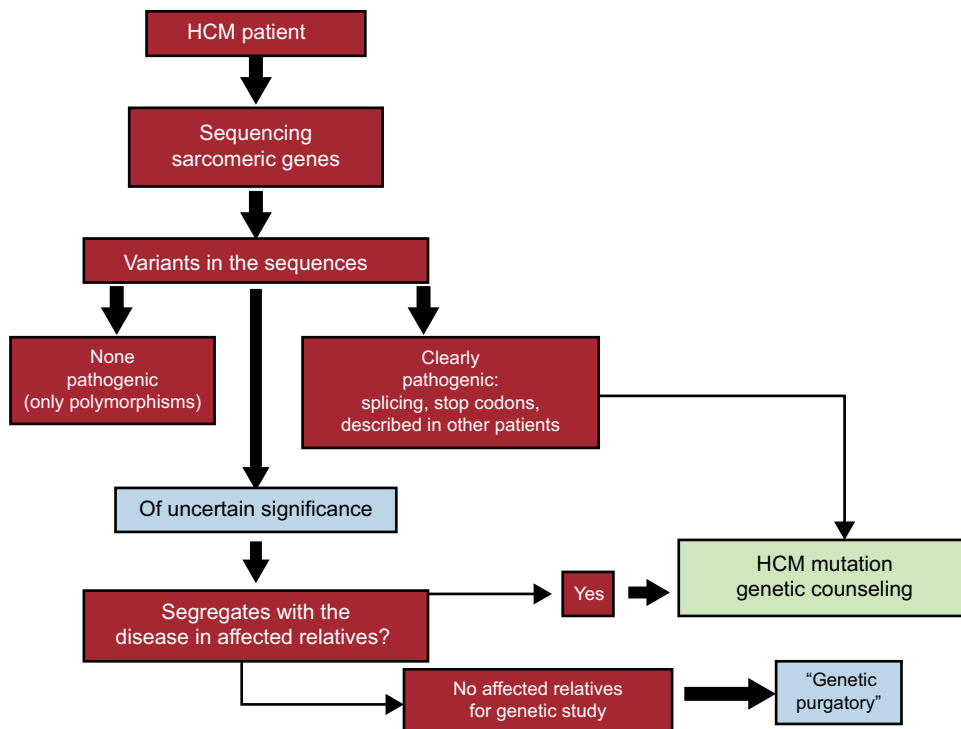 HCM patient
Sequencing
sarcomeric genes
Variants in the sequences
None
pathogenic
(only polymorphisms)
Clearly
pathogenic:
splicing, stop codons,
described in other patients
Of uncertain significance
Segregates with the
disease in affected relatives?
Yes
HCM mutation
genetic counseling
No affected relatives
for genetic study
“Genetic
purgatory”